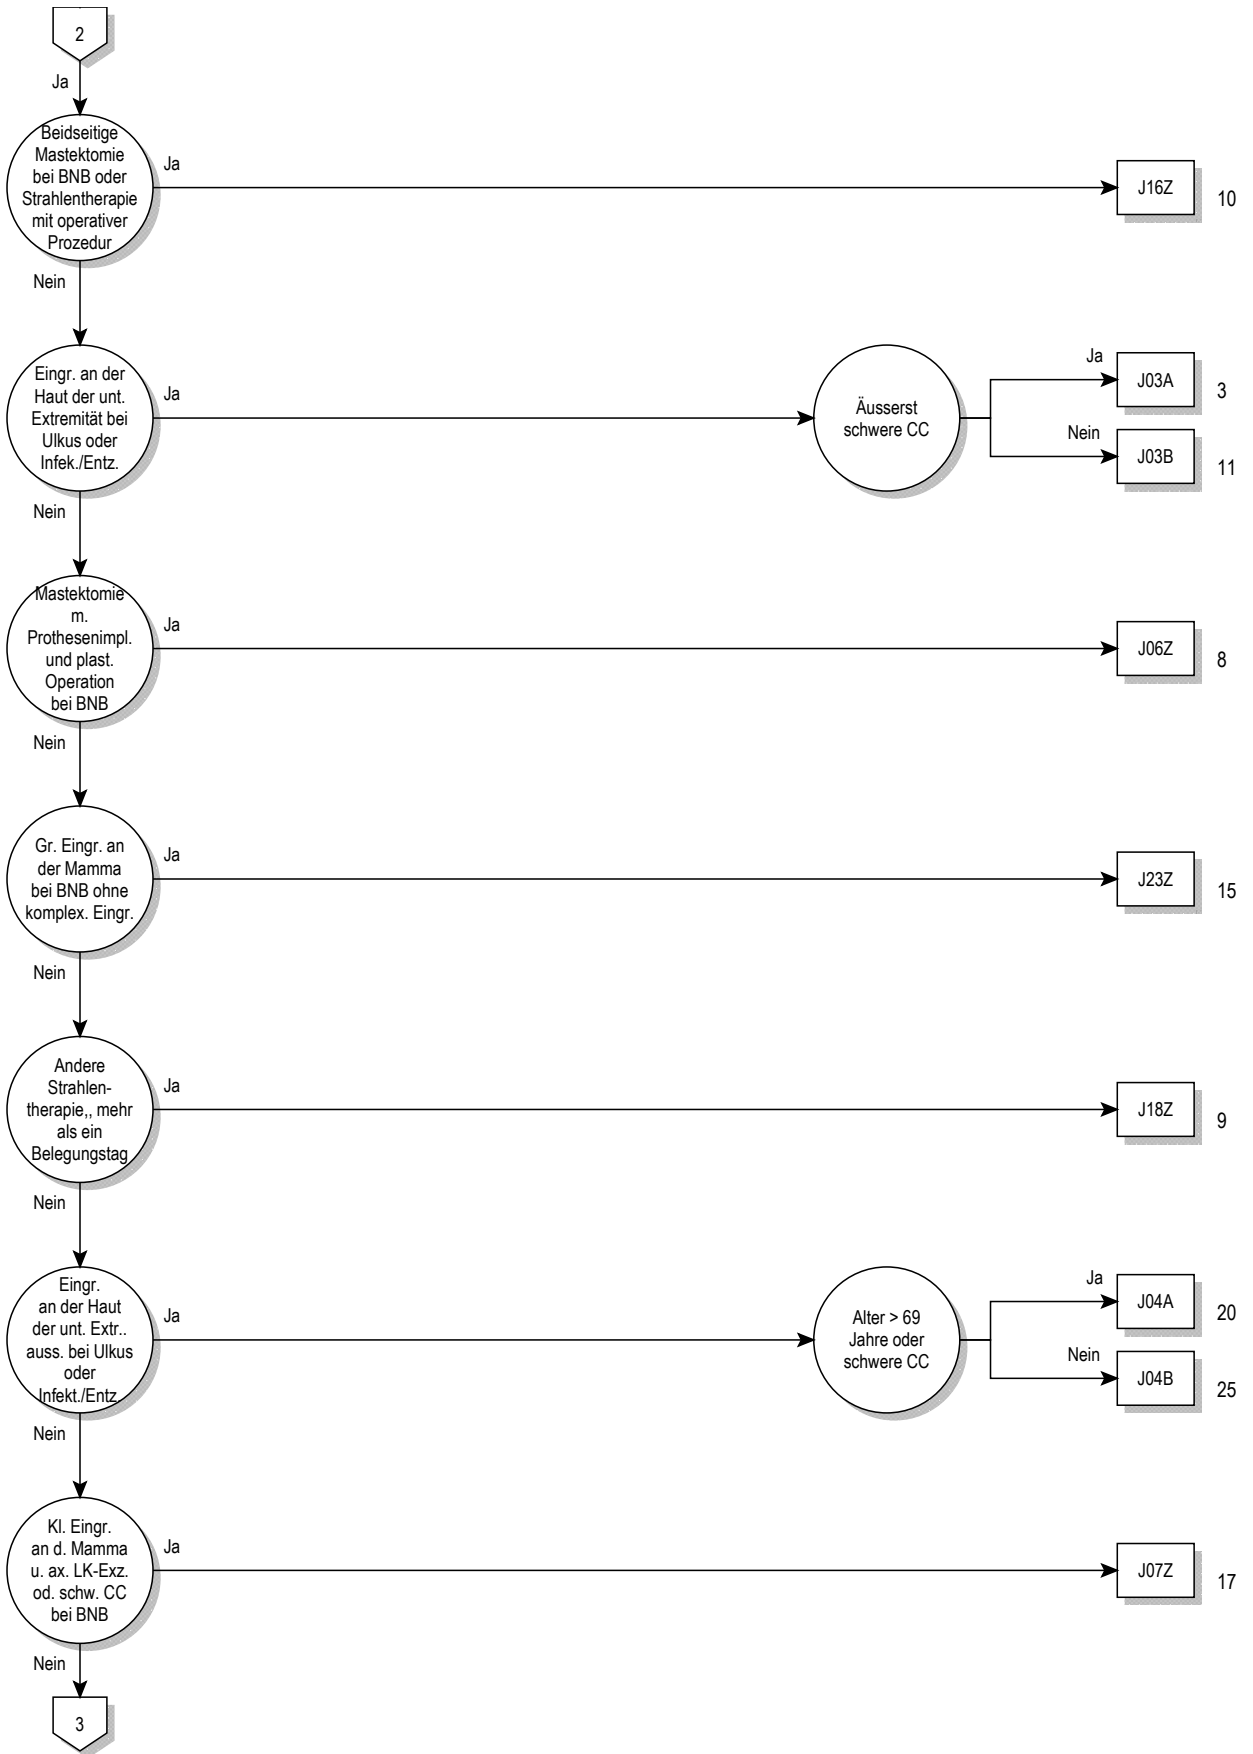 2
Ja
Beidseitige
Mastektomie
bei BNB oder
Strahlentherapie
mit operativer
Prozedur
Ja
J16Z
10
Nein
Eingr. an der
Haut der unt.
Extremität bei
Ulkus oder
Infek./Entz.
Ja
Äusserst
schwere CC
Ja
J03A
3
Nein
J03B
11
Nein
Mastektomie
m.
Prothesenimpl.
und plast.
Operation
bei BNB
Ja
J06Z
8
Nein
Gr. Eingr. an
der Mamma
bei BNB ohne
komplex. Eingr.
Ja
J23Z
15
Nein
Andere
Strahlen-
therapie,, mehr
als ein
Belegungstag
Ja
J18Z
9
Nein
Eingr.
an der Haut
der unt. Extr..
auss. bei Ulkus
oder
Infekt./Entz.
Ja
Alter > 69
Jahre oder
schwere CC
Ja
J04A
20
Nein
J04B
25
Nein
Kl. Eingr.
an d. Mamma
u. ax. LK-Exz.
od. schw. CC
bei BNB
Ja
J07Z
17
Nein
3